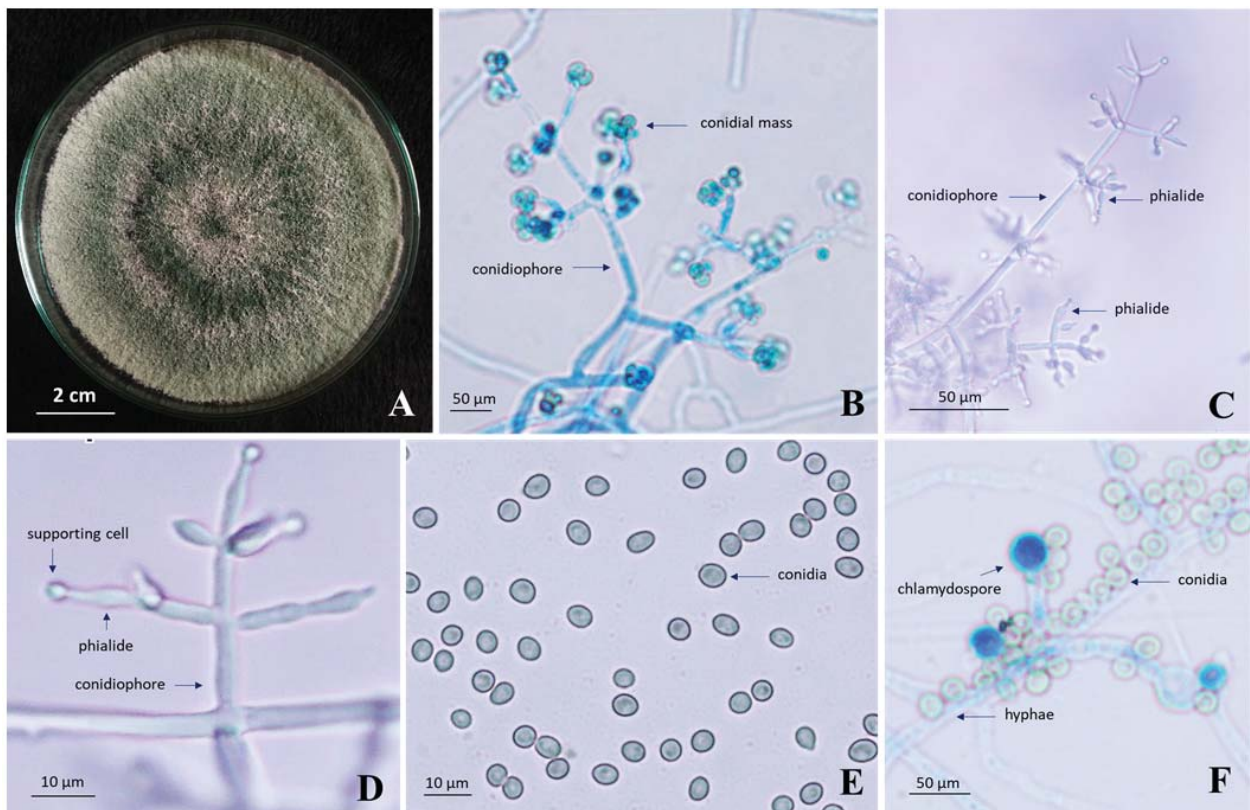 2 cm
A
conidial mass
conidiophore
50 µm
B
conidiophore
phialide
phialide
50 µm
C
supporting cell
phialide
conidiophore
10 µm
D
conidia
10 µm
E
chlamydospore
conidia
hyphae
50 µm
F